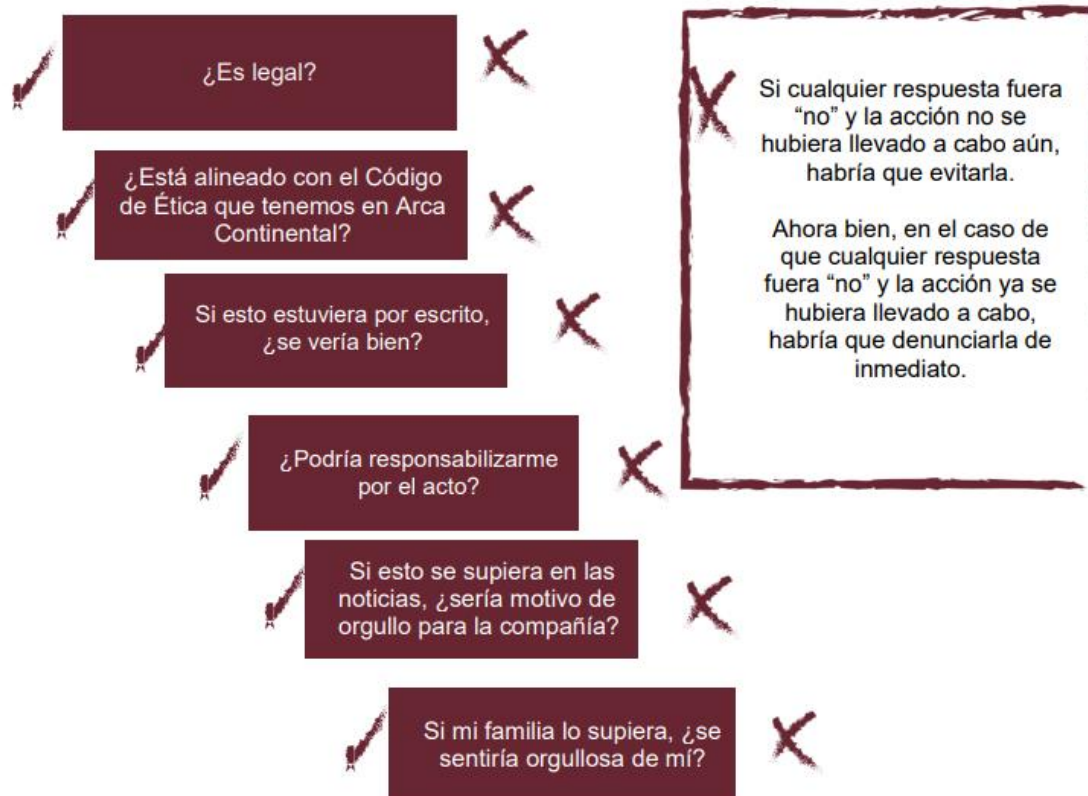 ¿Es legal?
¿Está alineado con el Código
de Ética que tenemos en Arca
Continental?
Si esto estuviera por escrito,
¿se vería bien?
¿Podría responsabilizarme
por el acto?
Si esto se supiera en las
noticias, ¿sería motivo de
orgullo para la compañía?
Si mi familia lo supiera, ¿se
sentiría orgullosa de mí?
Si cualquier respuesta fuera
“no” y la acción no se
hubiera llevado a cabo aún,
habría que evitarla.
Ahora bien, en el caso de
que cualquier respuesta
fuera “no” y la acción ya se
hubiera llevado a cabo,
habría que denunciarla de
inmediato.